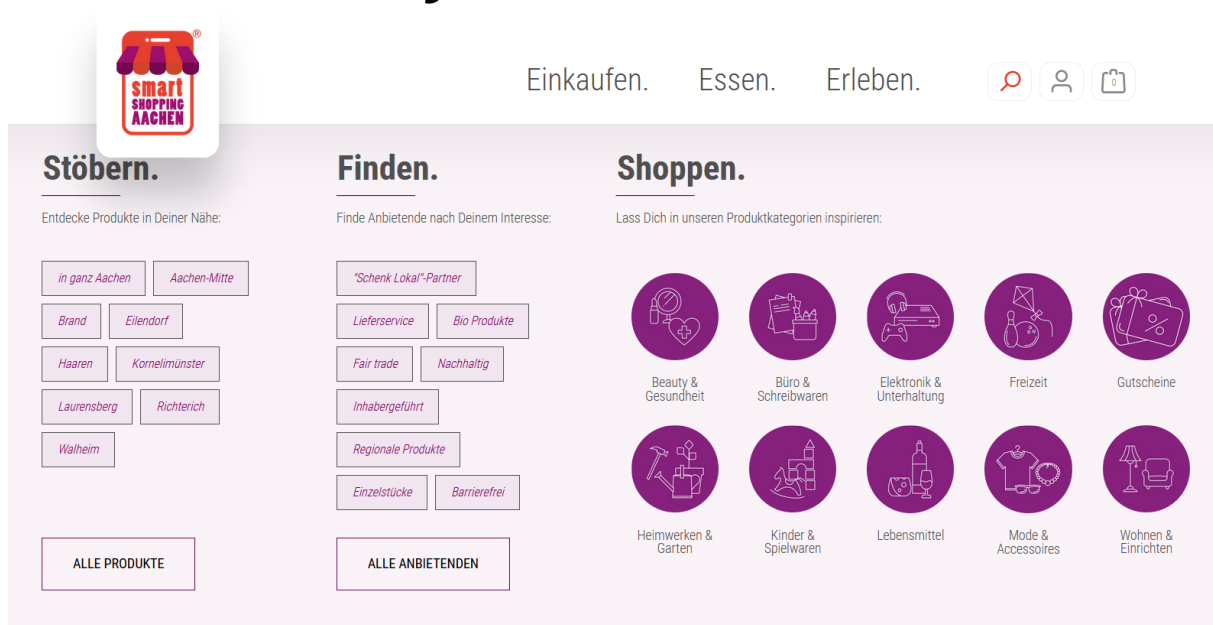 smart
SHOPPING
AACHEN
®
Einkaufen. Essen. Erleben.
0
Stöbern.
Entdecke Produkte in Deiner Nähe:
in ganz Aachen
Aachen-Mitte
Brand
Eilendorf
Haaren
Kornelimünster
Laurensberg
Richterich
Walheim
ALLE PRODUKTE
Finden.
Finde Anbietende nach Deinem Interesse:
"Schenk Lokal"-Partner
Lieferservice
Bio Produkte
Fair trade
Nachhaltig
Inhabergeführt
Regionale Produkte
Einzelstücke
Barrierefrei
ALLE ANBIETENDEN
Shoppen.
Lass Dich in unseren Produktkategorien inspirieren:
Beauty &
Gesundheit
Büro &
Schreibwaren
Elektronik &
Unterhaltung
Freizeit
%
Gutscheine
Heimwerken &
Garten
Kinder &
Spielwaren
Lebensmittel
Mode &
Accessoires
Wohnen &
Einrichten